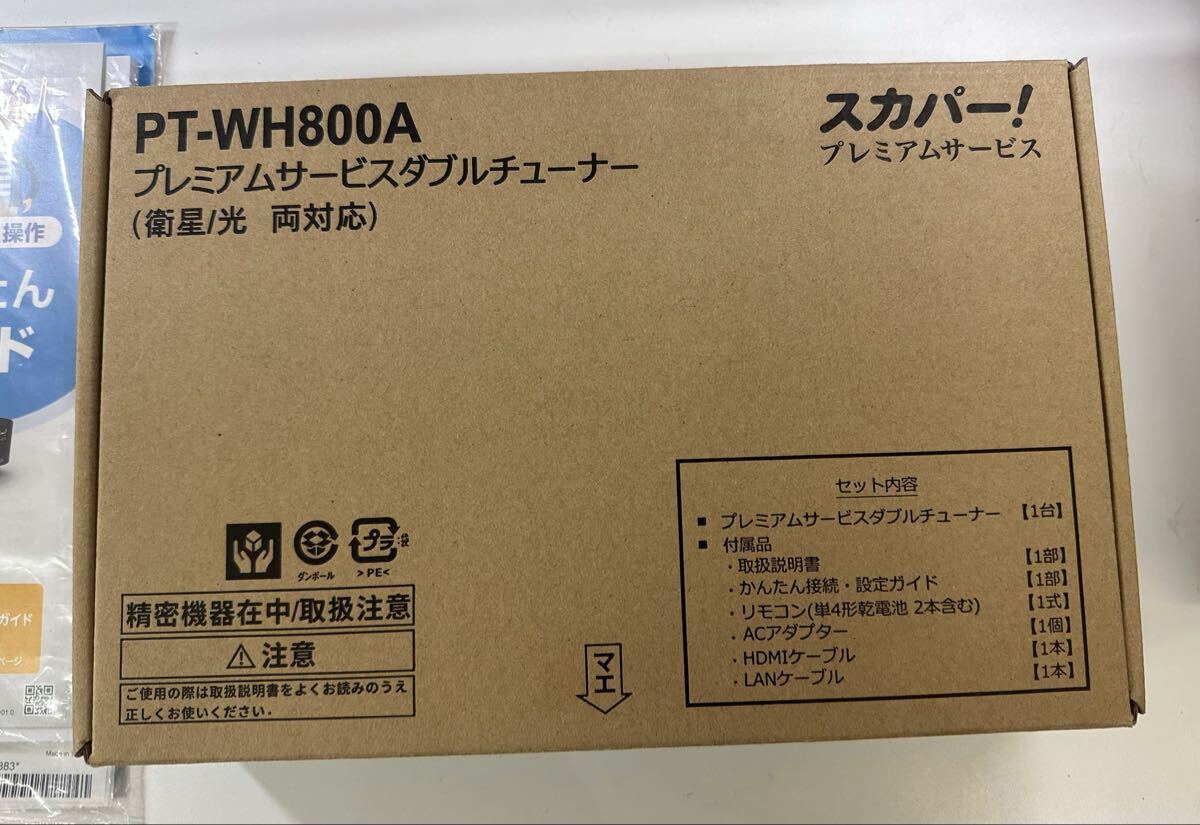 PT-WH800A
プレミアムサービスダブルチューナー
(衛星/光 両対応)
スカパー!
プレミアムサービス
ダンボール
プラ
:袋
>PE<
精密機器在中/取扱注意
⚠ 注意
ご使用の際は取扱説明書をよくお読みのうえ
正しくお使いください。
マエ
セット内容
■ プレミアムサービスダブルチューナー 【1台】
■ 付属品
・取扱説明書 【1部】
・かんたん接続・設定ガイド 【1部】
・リモコン(単4形乾電池 2本含む) 【1式】
・ACアダプター 【1個】
・HDMIケーブル 【1本】
・LANケーブル 【1本】
操作
たん
ド
ガイド
ページ
01.0
Made in
383*